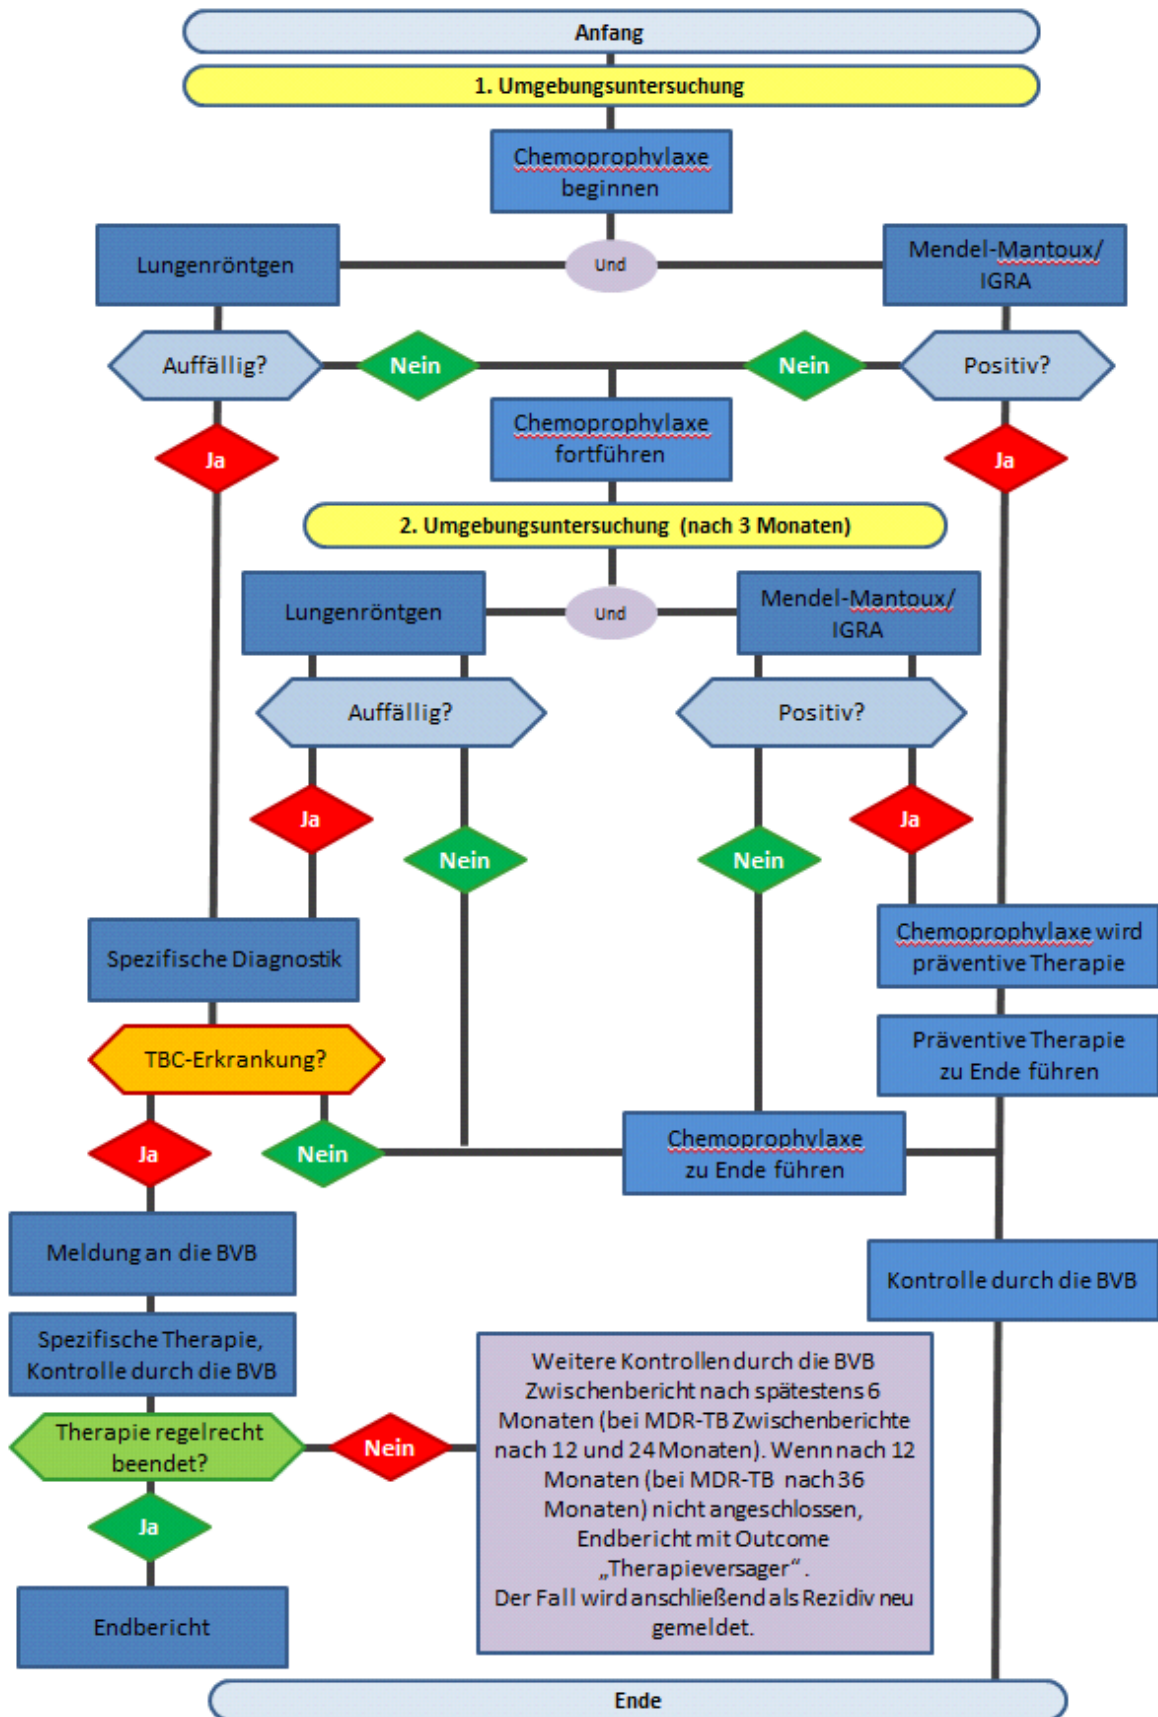 Anfang
1. Umgebungsuntersuchung
Chemoprophylaxe
beginnen
Lungenröntgen
Und
Mendel-Mantoux/
IGRA
Auffällig?
Nein
Nein
Positiv?
Chemoprophylaxe
fortführen
Ja
Ja
2. Umgebungsuntersuchung (nach 3 Monaten)
Lungenröntgen
Und
Mendel-Mantoux/
IGRA
Auffällig?
Positiv?
Ja
Ja
Nein
Nein
Spezifische Diagnostik
Chemoprophylaxe wird
präventive Therapie
TBC-Erkrankung?
Präventive Therapie
zu Ende führen
Ja
Nein
Chemoprophylaxe
zu Ende führen
Meldung an die BVB
Kontrolle durch die BVB
Spezifische Therapie,
Kontrolle durch die BVB
Therapie regelrecht
beendet?
Nein
Weitere Kontrollen durch die BVB
Zwischenbericht nach spätestens 6
Monaten (bei MDR-TB Zwischenberichte
nach 12 und 24 Monaten). Wenn nach 12
Monaten (bei MDR-TB nach 36
Monaten) nicht angeschlossen,
Endbericht mit Outcome
„Therapieversager“ .
Der Fall wird anschließend als Rezidiv neu
gemeldet.
Ja
Endbericht
Ende